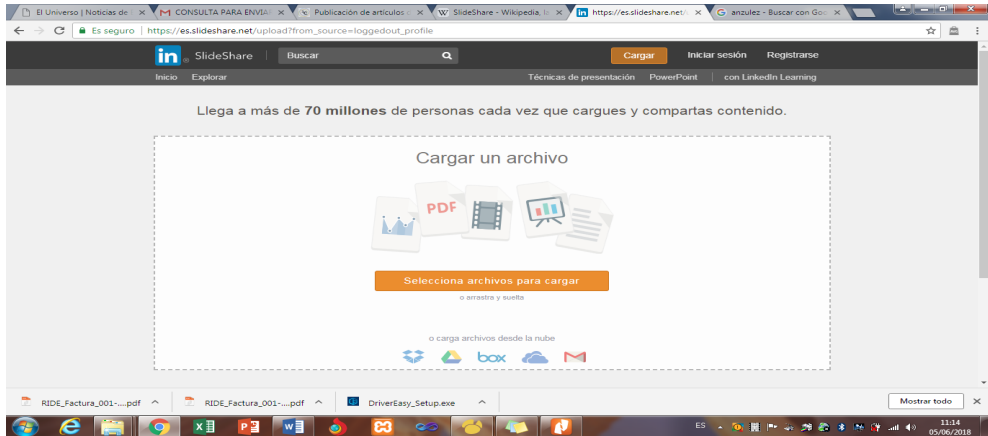 El Universo | Noticias de
CONSULTA PARA ENVIA
Publicación de artículos
SlideShare - Wikipedia, l
https://es.slideshare.net/
anzulez - Buscar con Goo
Es seguro | https://es.slideshare.net/upload?from_source=loggedout_profile
in SlideShare Buscar Cargar Iniciar sesión Registrarse
Inicio Explorar Técnicas de presentación PowerPoint con LinkedIn Learning
Llega a más de 70 millones de personas cada vez que cargues y compartas contenido.
Cargar un archivo
PDF
Selecciona archivos para cargar
o arrastra y suelta
o carga archivos desde la nube
box
RIDE_Factura_001-....pdf RIDE_Factura_001-....pdf DriverEasy_Setup.exe Mostrar todo
ES 11:14
05/06/2018